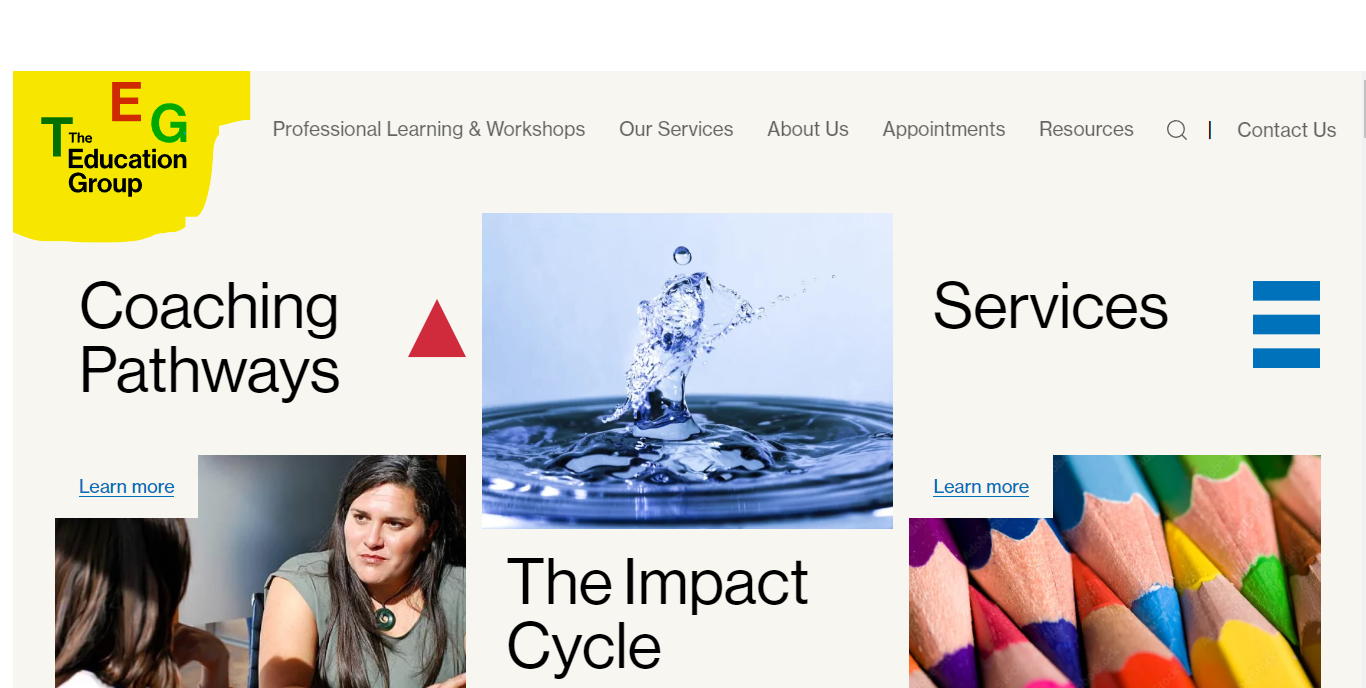 T E G
The
Education
Group
Professional Learning & Workshops Our Services About Us Appointments Resources Contact Us
Coaching
Pathways
Learn more
The Impact
Cycle
Services
Learn more